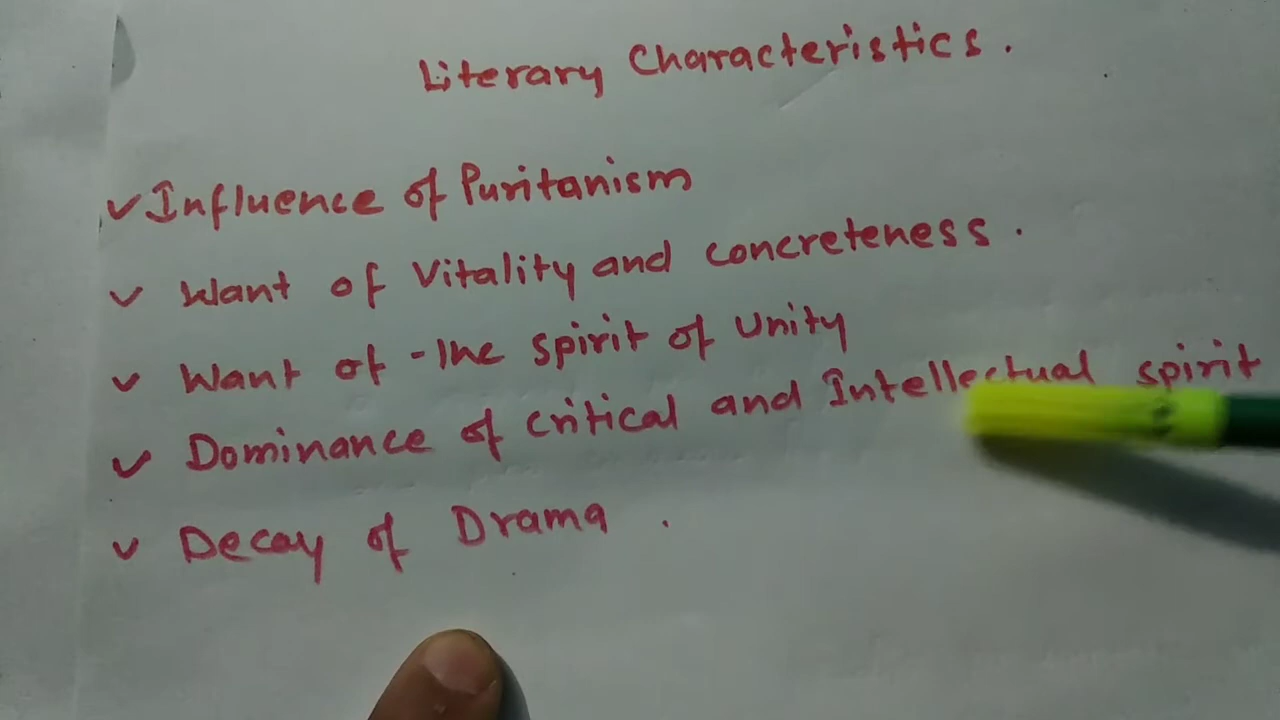 Literary Characteristics.
✓ Influence of Puritanism
✓ Want of Vitality and concreteness.
✓ Want of the spirit of Unity
✓ Dominance of critical and Intellectual spirit
✓ Decay of Drama.